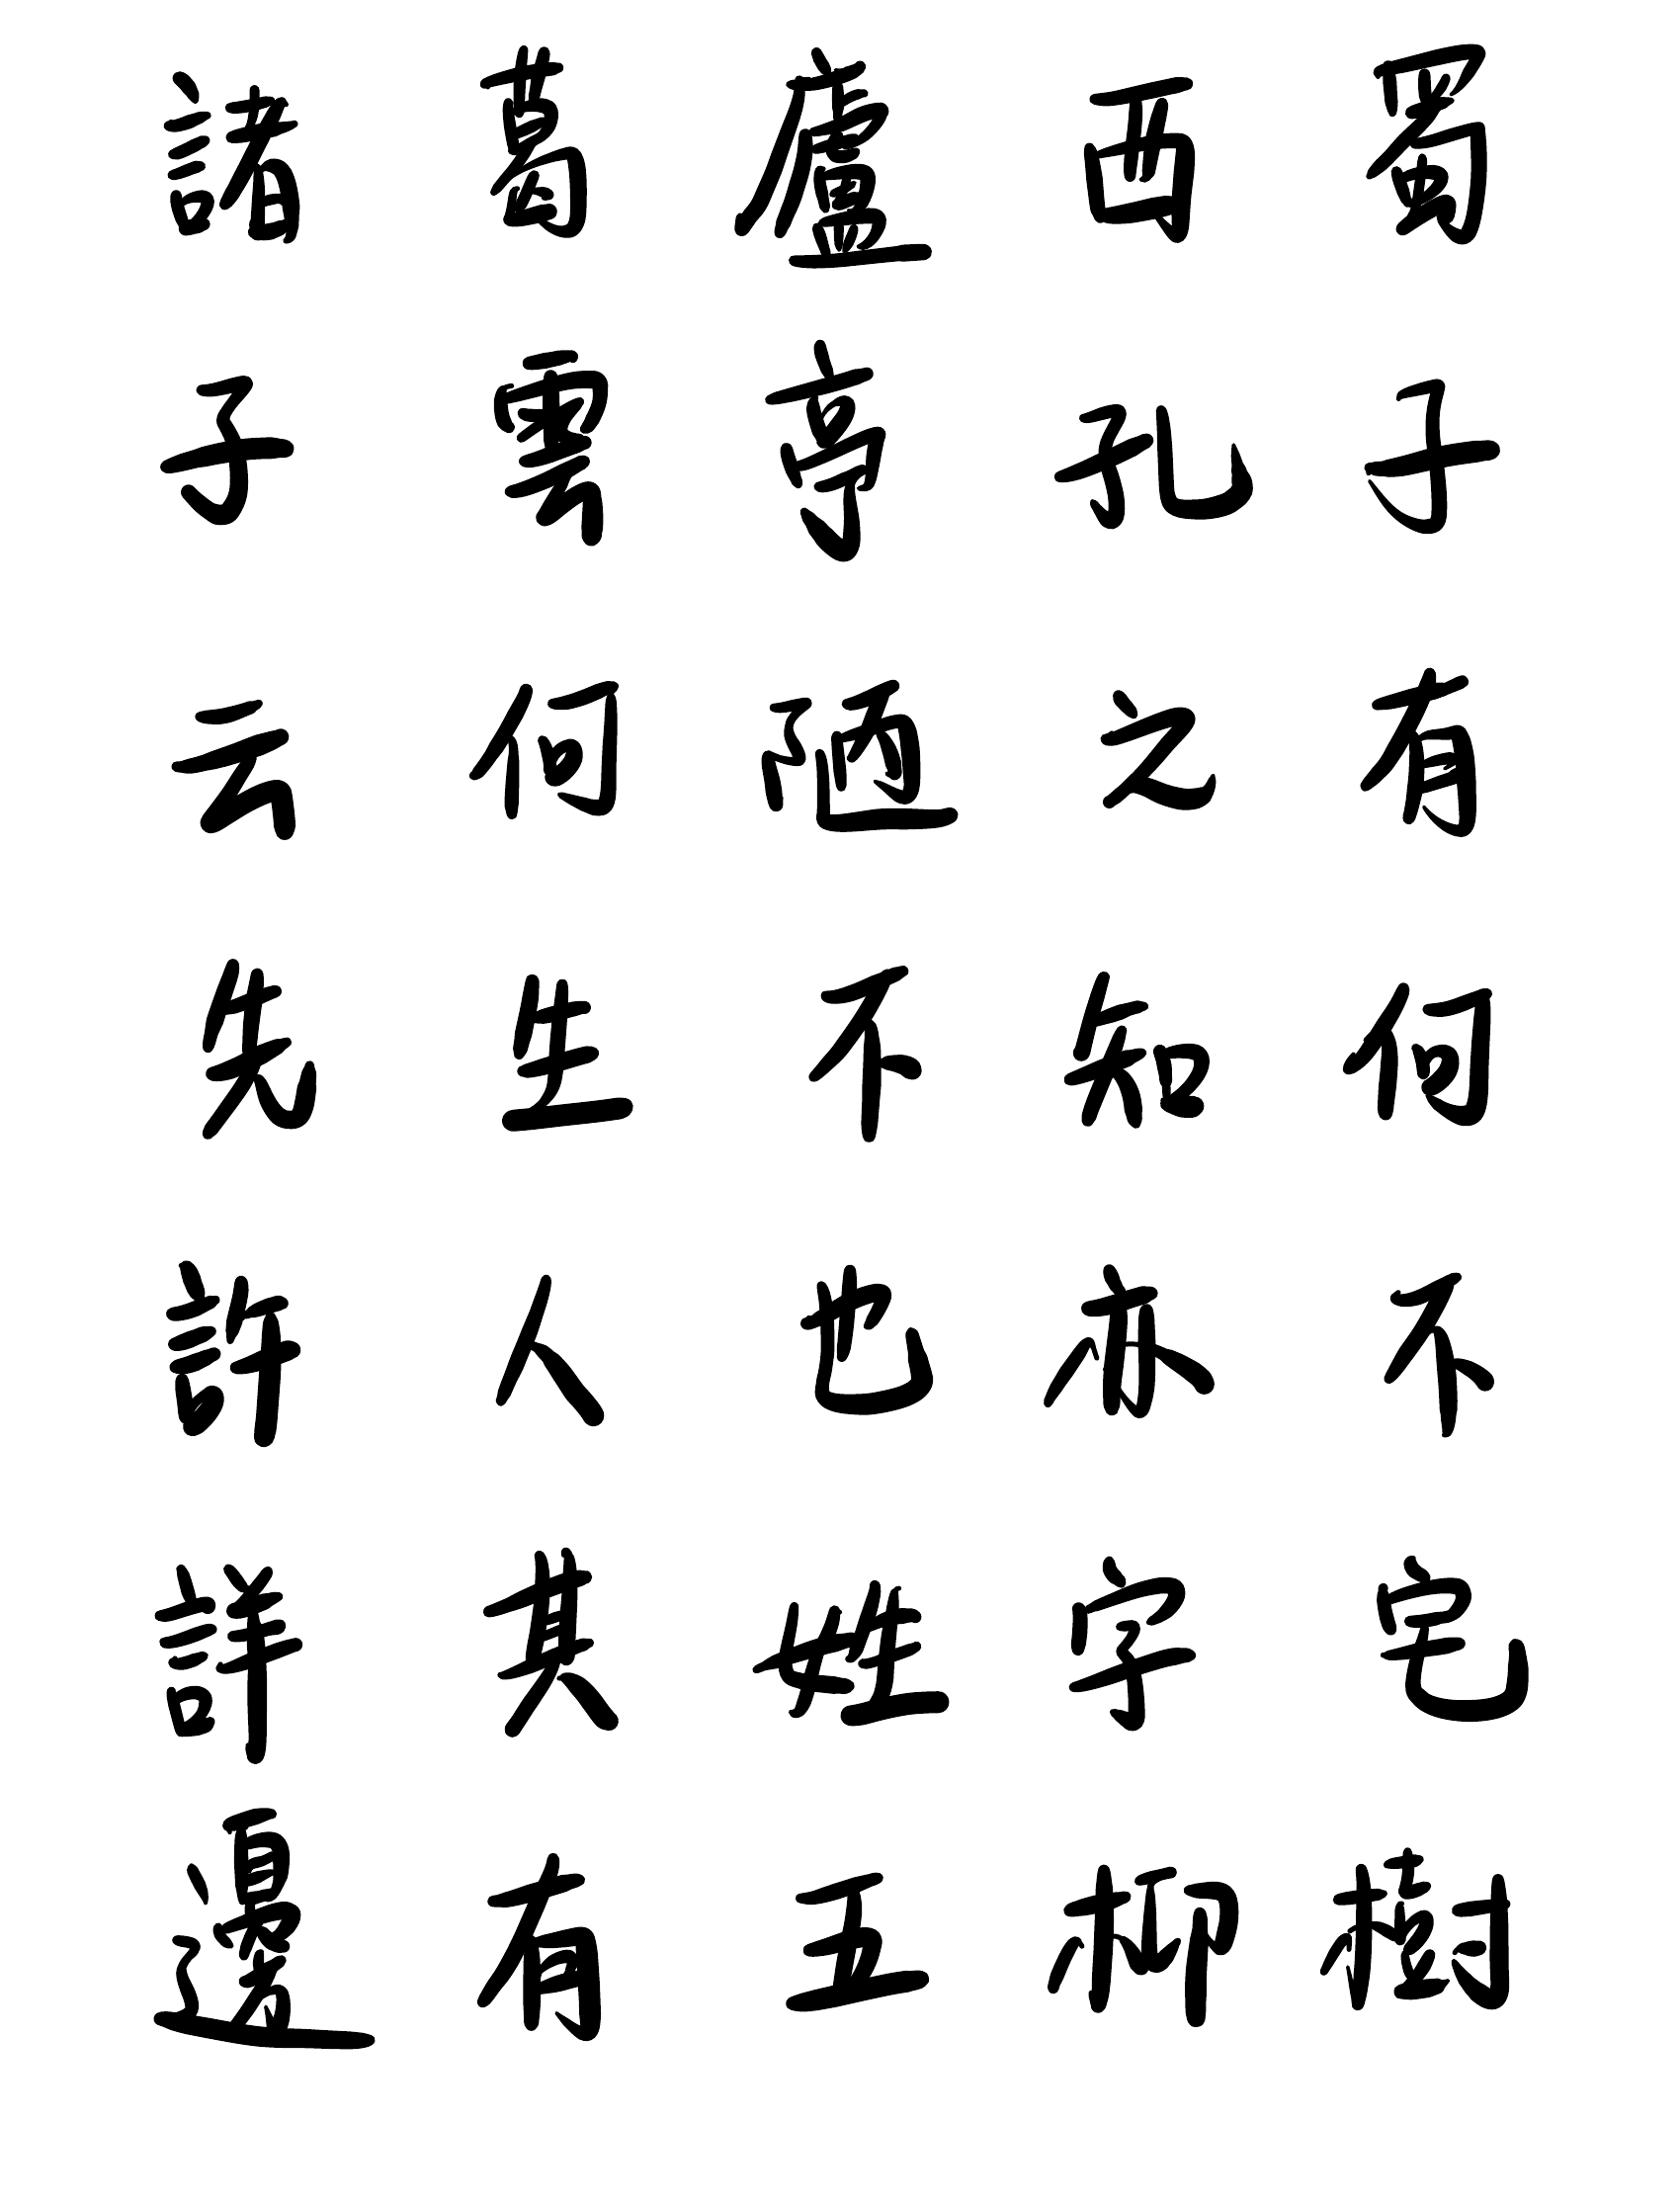 諸葛廬西蜀
子雲亭孔子
云何陋之有
先生不知何
許人也亦不
詳其姓字宅
邊有五柳樹